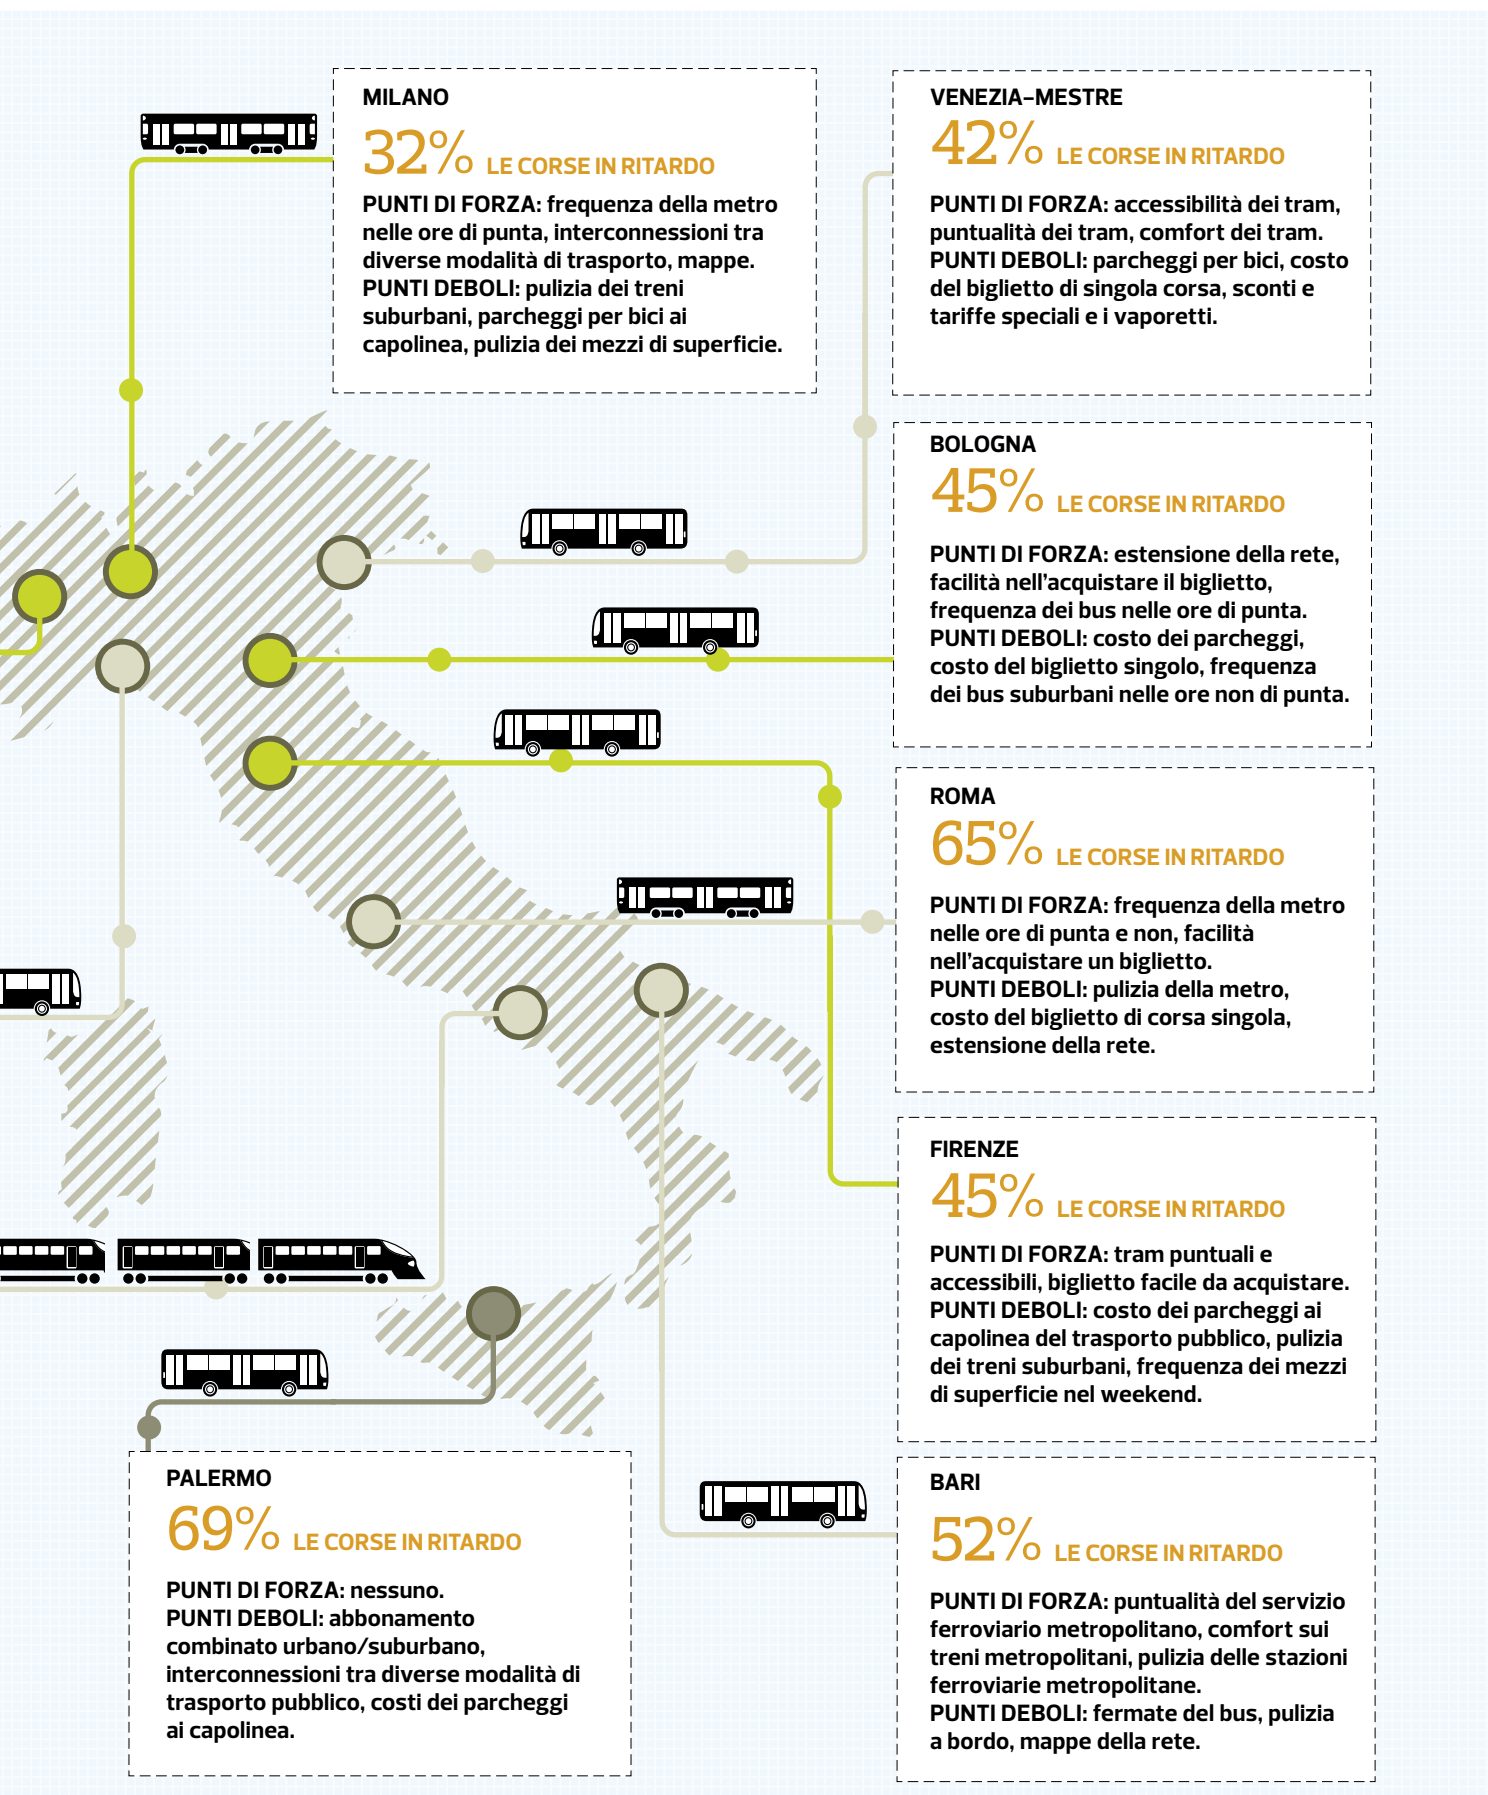 MILANO
32% LE CORSE IN RITARDO
PUNTI DI FORZA: frequenza della metro
nelle ore di punta, interconnessioni tra
diverse modalità di trasporto, mappe.
PUNTI DEBOLI: pulizia dei treni
suburbani, parcheggi per bici ai
capolinea, pulizia dei mezzi di superficie.
VENEZIA-MESTRE
42% LE CORSE IN RITARDO
PUNTI DI FORZA: accessibilità dei tram,
puntualità dei tram, comfort dei tram.
PUNTI DEBOLI: parcheggi per bici, costo
del biglietto di singola corsa, sconti e
tariffe speciali e i vaporetti.
BOLOGNA
45% LE CORSE IN RITARDO
PUNTI DI FORZA: estensione della rete,
facilità nell'acquistare il biglietto,
frequenza dei bus nelle ore di punta.
PUNTI DEBOLI: costo dei parcheggi,
costo del biglietto singolo, frequenza
dei bus suburbani nelle ore non di punta.
ROMA
65% LE CORSE IN RITARDO
PUNTI DI FORZA: frequenza della metro
nelle ore di punta e non, facilità
nell'acquistare un biglietto.
PUNTI DEBOLI: pulizia della metro,
costo del biglietto di corsa singola,
estensione della rete.
FIRENZE
45% LE CORSE IN RITARDO
PUNTI DI FORZA: tram puntuali e
accessibili, biglietto facile da acquistare.
PUNTI DEBOLI: costo dei parcheggi ai
capolinea del trasporto pubblico, pulizia
dei treni suburbani, frequenza dei mezzi
di superficie nel weekend.
PALERMO
69% LE CORSE IN RITARDO
PUNTI DI FORZA: nessuno.
PUNTI DEBOLI: abbonamento
combinato urbano/suburbano,
interconnessioni tra diverse modalità di
trasporto pubblico, costi dei parcheggi
ai capolinea.
BARI
52% LE CORSE IN RITARDO
PUNTI DI FORZA: puntualità del servizio
ferroviario metropolitano, comfort sui
treni metropolitani, pulizia delle stazioni
ferroviarie metropolitane.
PUNTI DEBOLI: fermate del bus, pulizia
a bordo, mappe della rete.